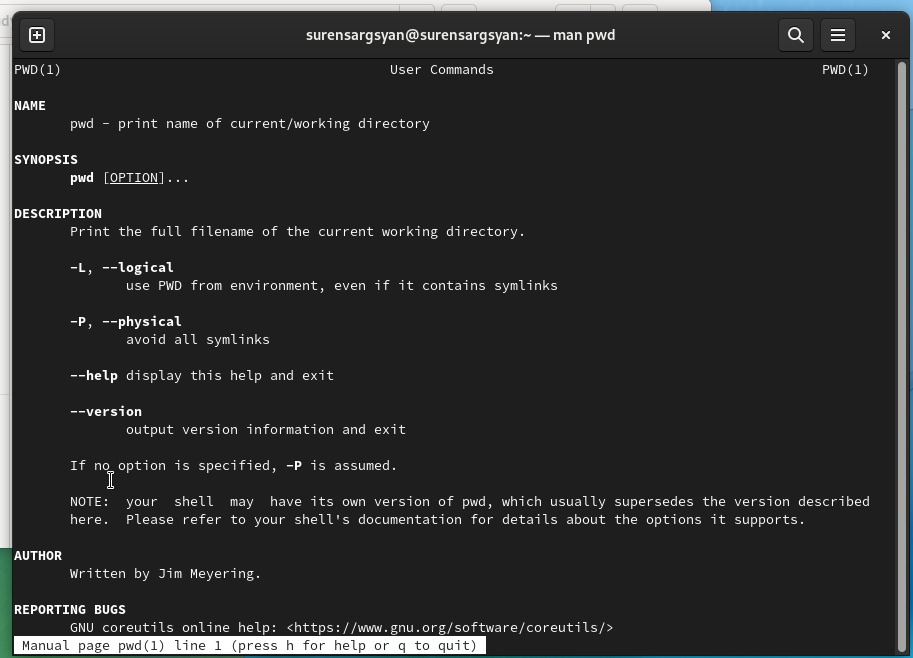 surensargsyan@surensargsyan:~ — man pwd
PWD(1) User Commands PWD(1)
NAME
pwd - print name of current/working directory
SYNOPSIS
pwd [OPTION]...
DESCRIPTION
Print the full filename of the current working directory.
-L, --logical
use PWD from environment, even if it contains symlinks
-P, --physical
avoid all symlinks
--help display this help and exit
--version
output version information and exit
If no option is specified, -P is assumed.
NOTE:  your  shell  may  have its own version of pwd, which usually supersedes the version described
here.  Please refer to your shell's documentation for details about the options it supports.
AUTHOR
Written by Jim Meyering.
REPORTING BUGS
GNU coreutils online help: <https://www.gnu.org/software/coreutils/>
Manual page pwd(1) line 1 (press h for help or q to quit)